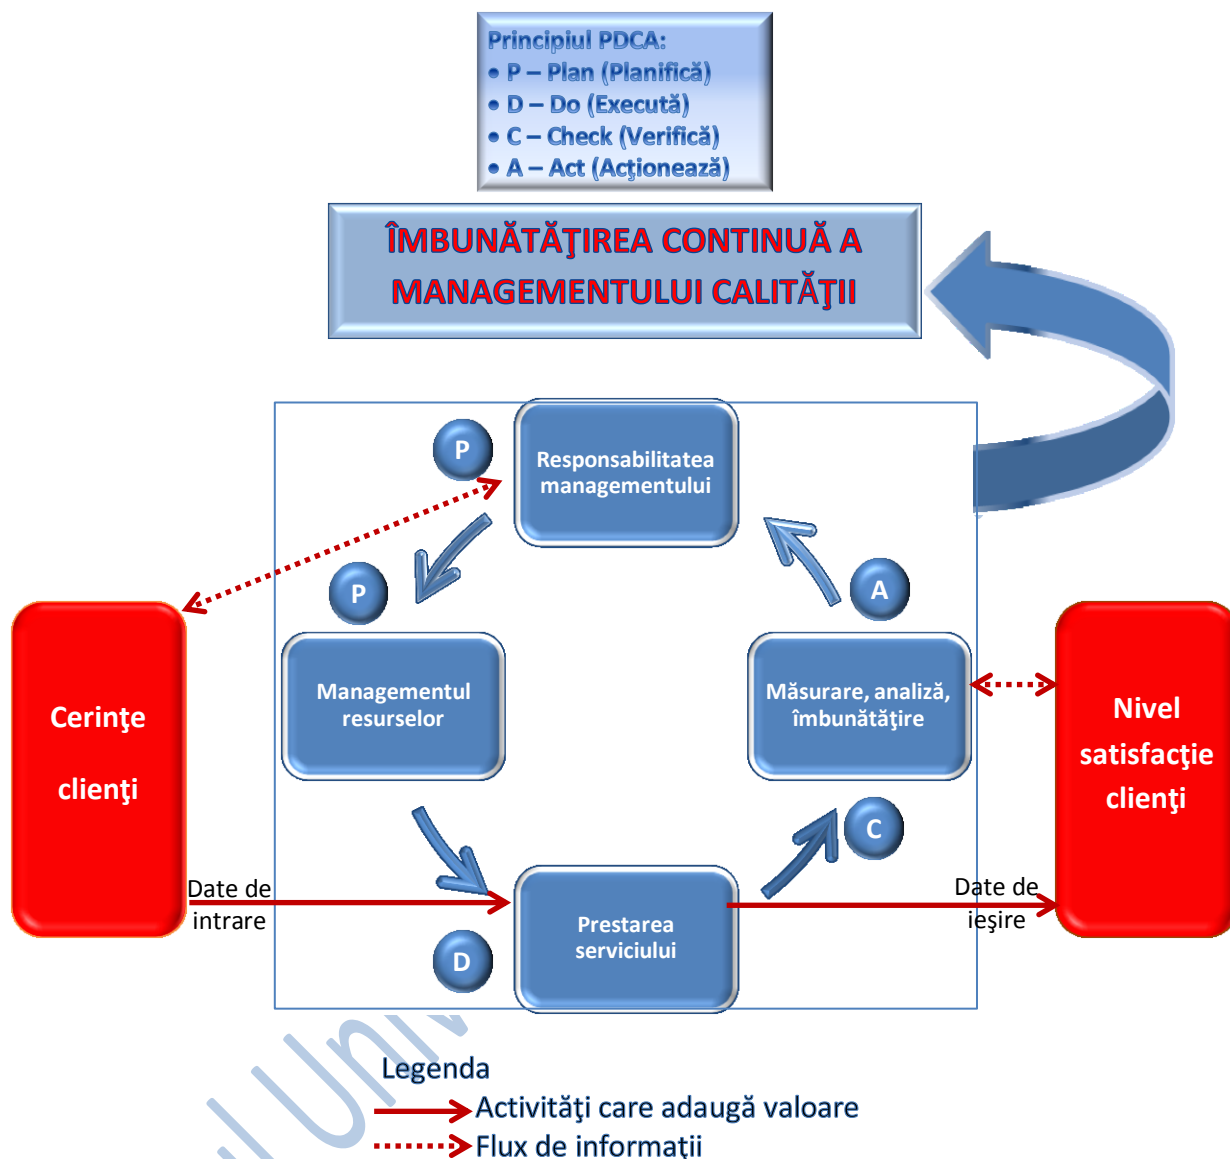 Principiul PDCA:
• P – Plan (Planifică)
• D – Do (Execută)
• C – Check (Verifică)
• A – Act (Acţionează)
ÎMBUNĂTĂŢIREA CONTINUĂ A
MANAGEMENTULUI CALITĂŢII
P
Responsabilitatea
managementului
P
A
Cerinţe
clienţi
Managementul
resurselor
Măsurare, analiză,
îmbunătăţire
Nivel
satisfacţie
clienţi
C
Date de
intrare
Prestarea
serviciului
Date de
ieşire
D
Legenda
Activităţi care adaugă valoare
Flux de informaţii